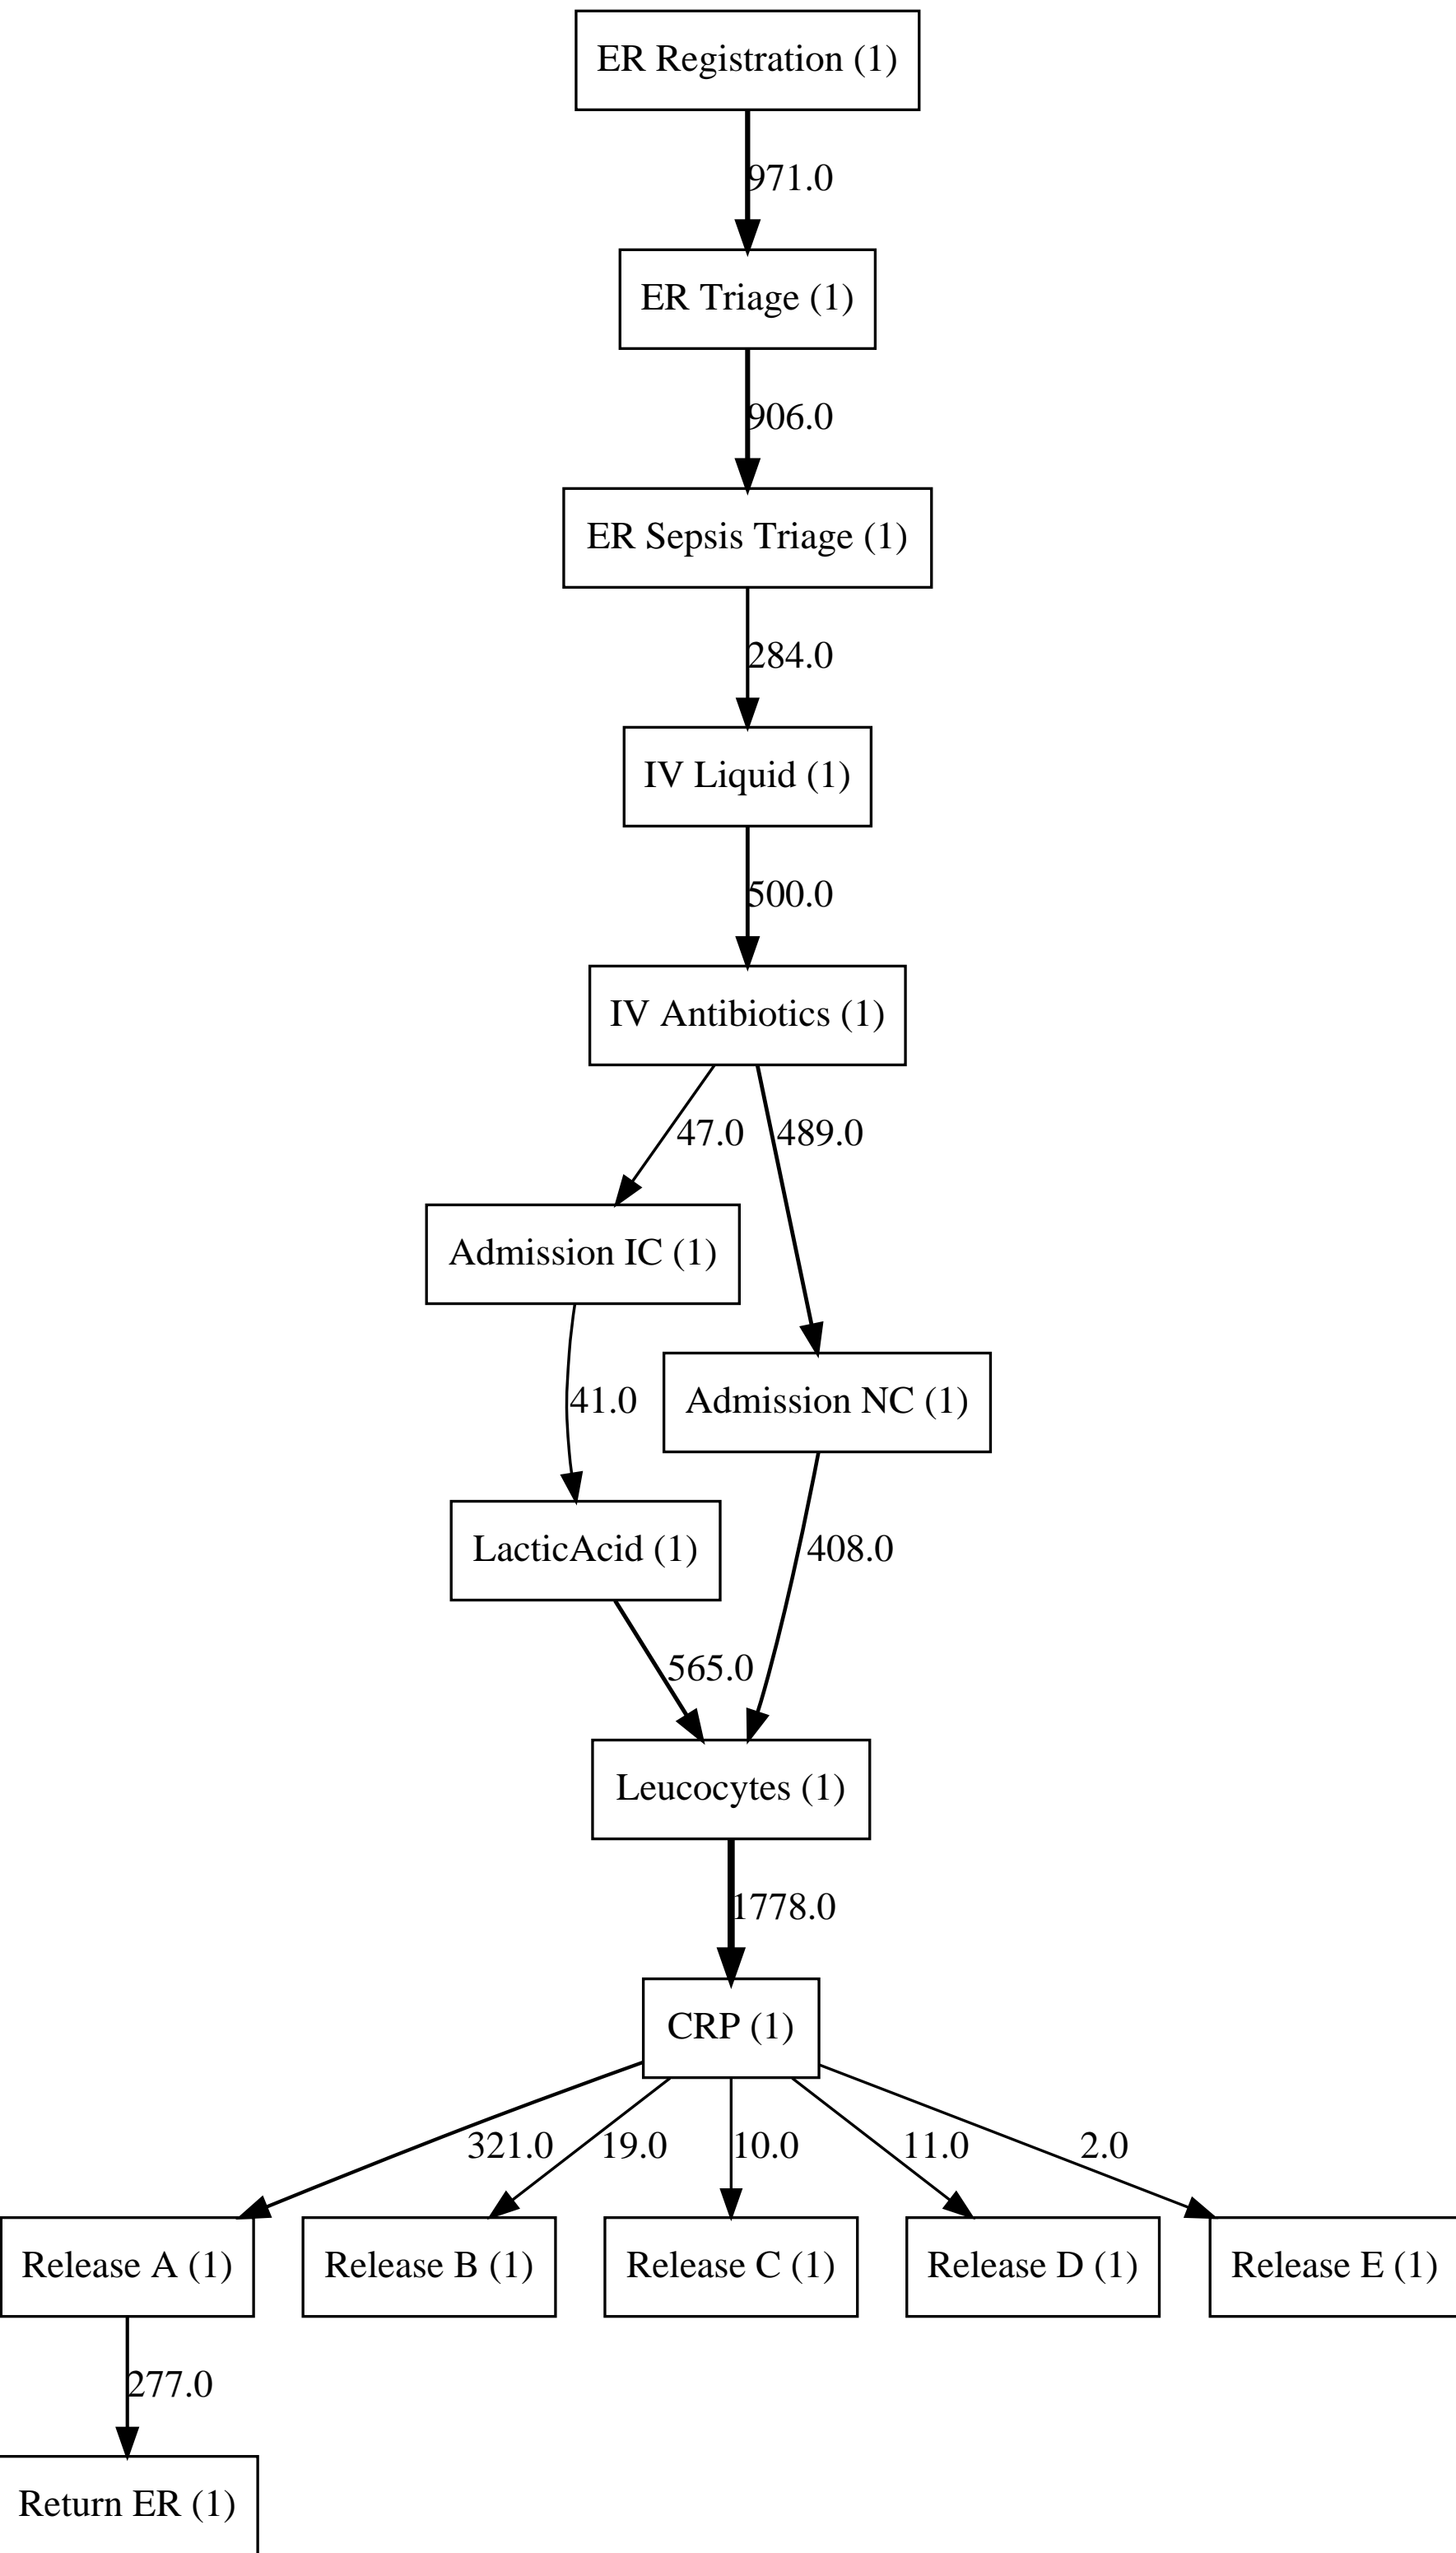 ER Registration (1)
971.0
ER Triage (1)
906.0
ER Sepsis Triage (1)
284.0
IV Liquid (1)
500.0
IV Antibiotics (1)
47.0
489.0
Admission IC (1)
41.0
Admission NC (1)
LacticAcid (1)
408.0
565.0
Leucocytes (1)
1778.0
CRP (1)
321.0
19.0
10.0
11.0
2.0
Release A (1)
Release B (1)
Release C (1)
Release D (1)
Release E (1)
277.0
Return ER (1)